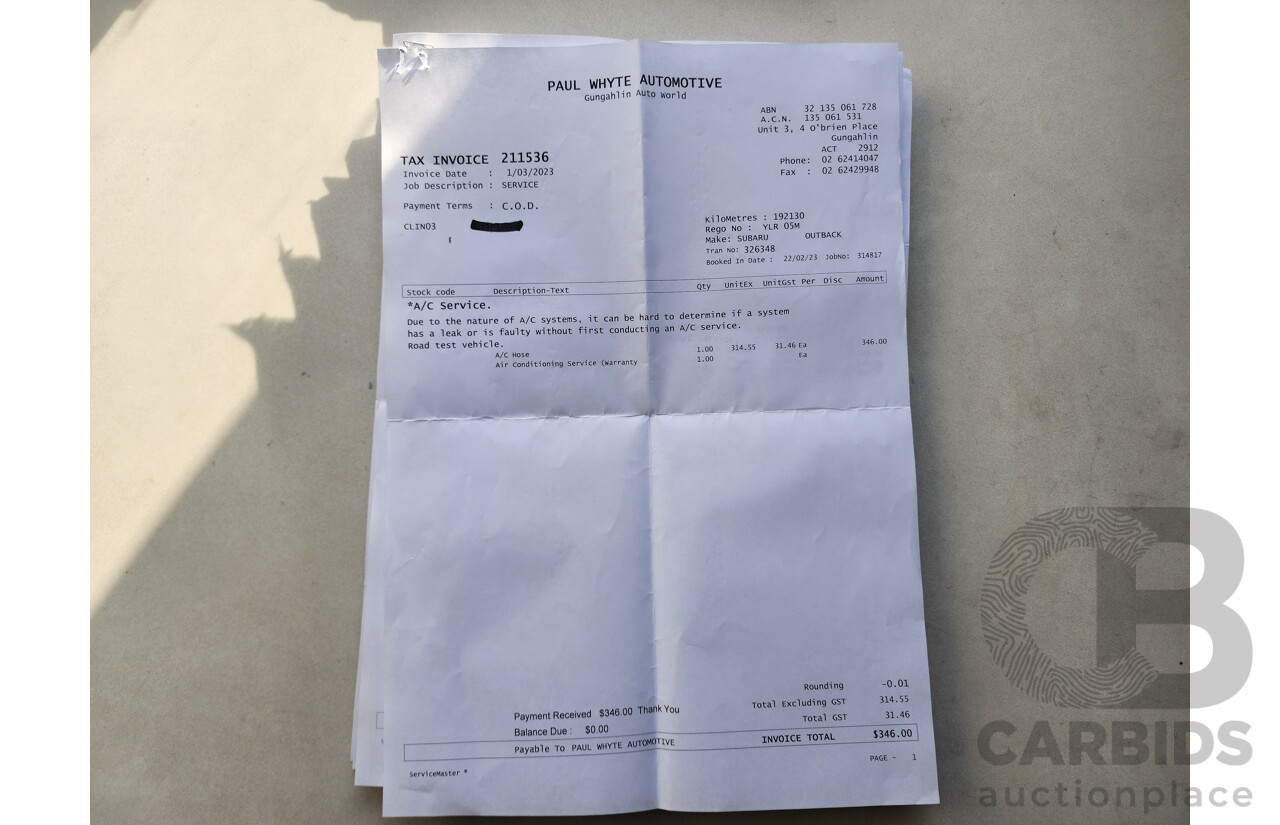 PAUL WHYTE AUTOMOTIVE
Gungahlin Auto World
ABN 32 135 061 728
A.C.N. 135 061 531
Unit 3, 4 O'brien Place
Gungahlin
ACT 2912
Phone: 02 62414047
Fax : 02 62429948
TAX INVOICE 211536
Invoice Date : 1/03/2023
Job Description : SERVICE
Payment Terms : C.O.D.
CLIN03
KiloMetres : 192130
Rego No : YLR 05M
Make: SUBARU OUTBACK
Tran No: 326348
Booked In Date : 22/02/23 JobNo: 314817
Stock code Description-Text Qty UnitEx UnitGst Per Disc Amount
*A/C Service.
Due to the nature of A/C systems, it can be hard to determine if a system
has a leak or is faulty without first conducting an A/C service.
Road test vehicle.
A/C Hose 1.00 314.55 31.46 Ea 346.00
Air Conditioning Service (Warranty 1.00 Ea
Rounding -0.01
Total Excluding GST 314.55
Total GST 31.46
Payment Received $346.00 Thank You
Balance Due : $0.00
Payable To PAUL WHYTE AUTOMOTIVE INVOICE TOTAL $346.00
ServiceMaster *
PAGE - 1
CB
CARBIDS
auctionplace